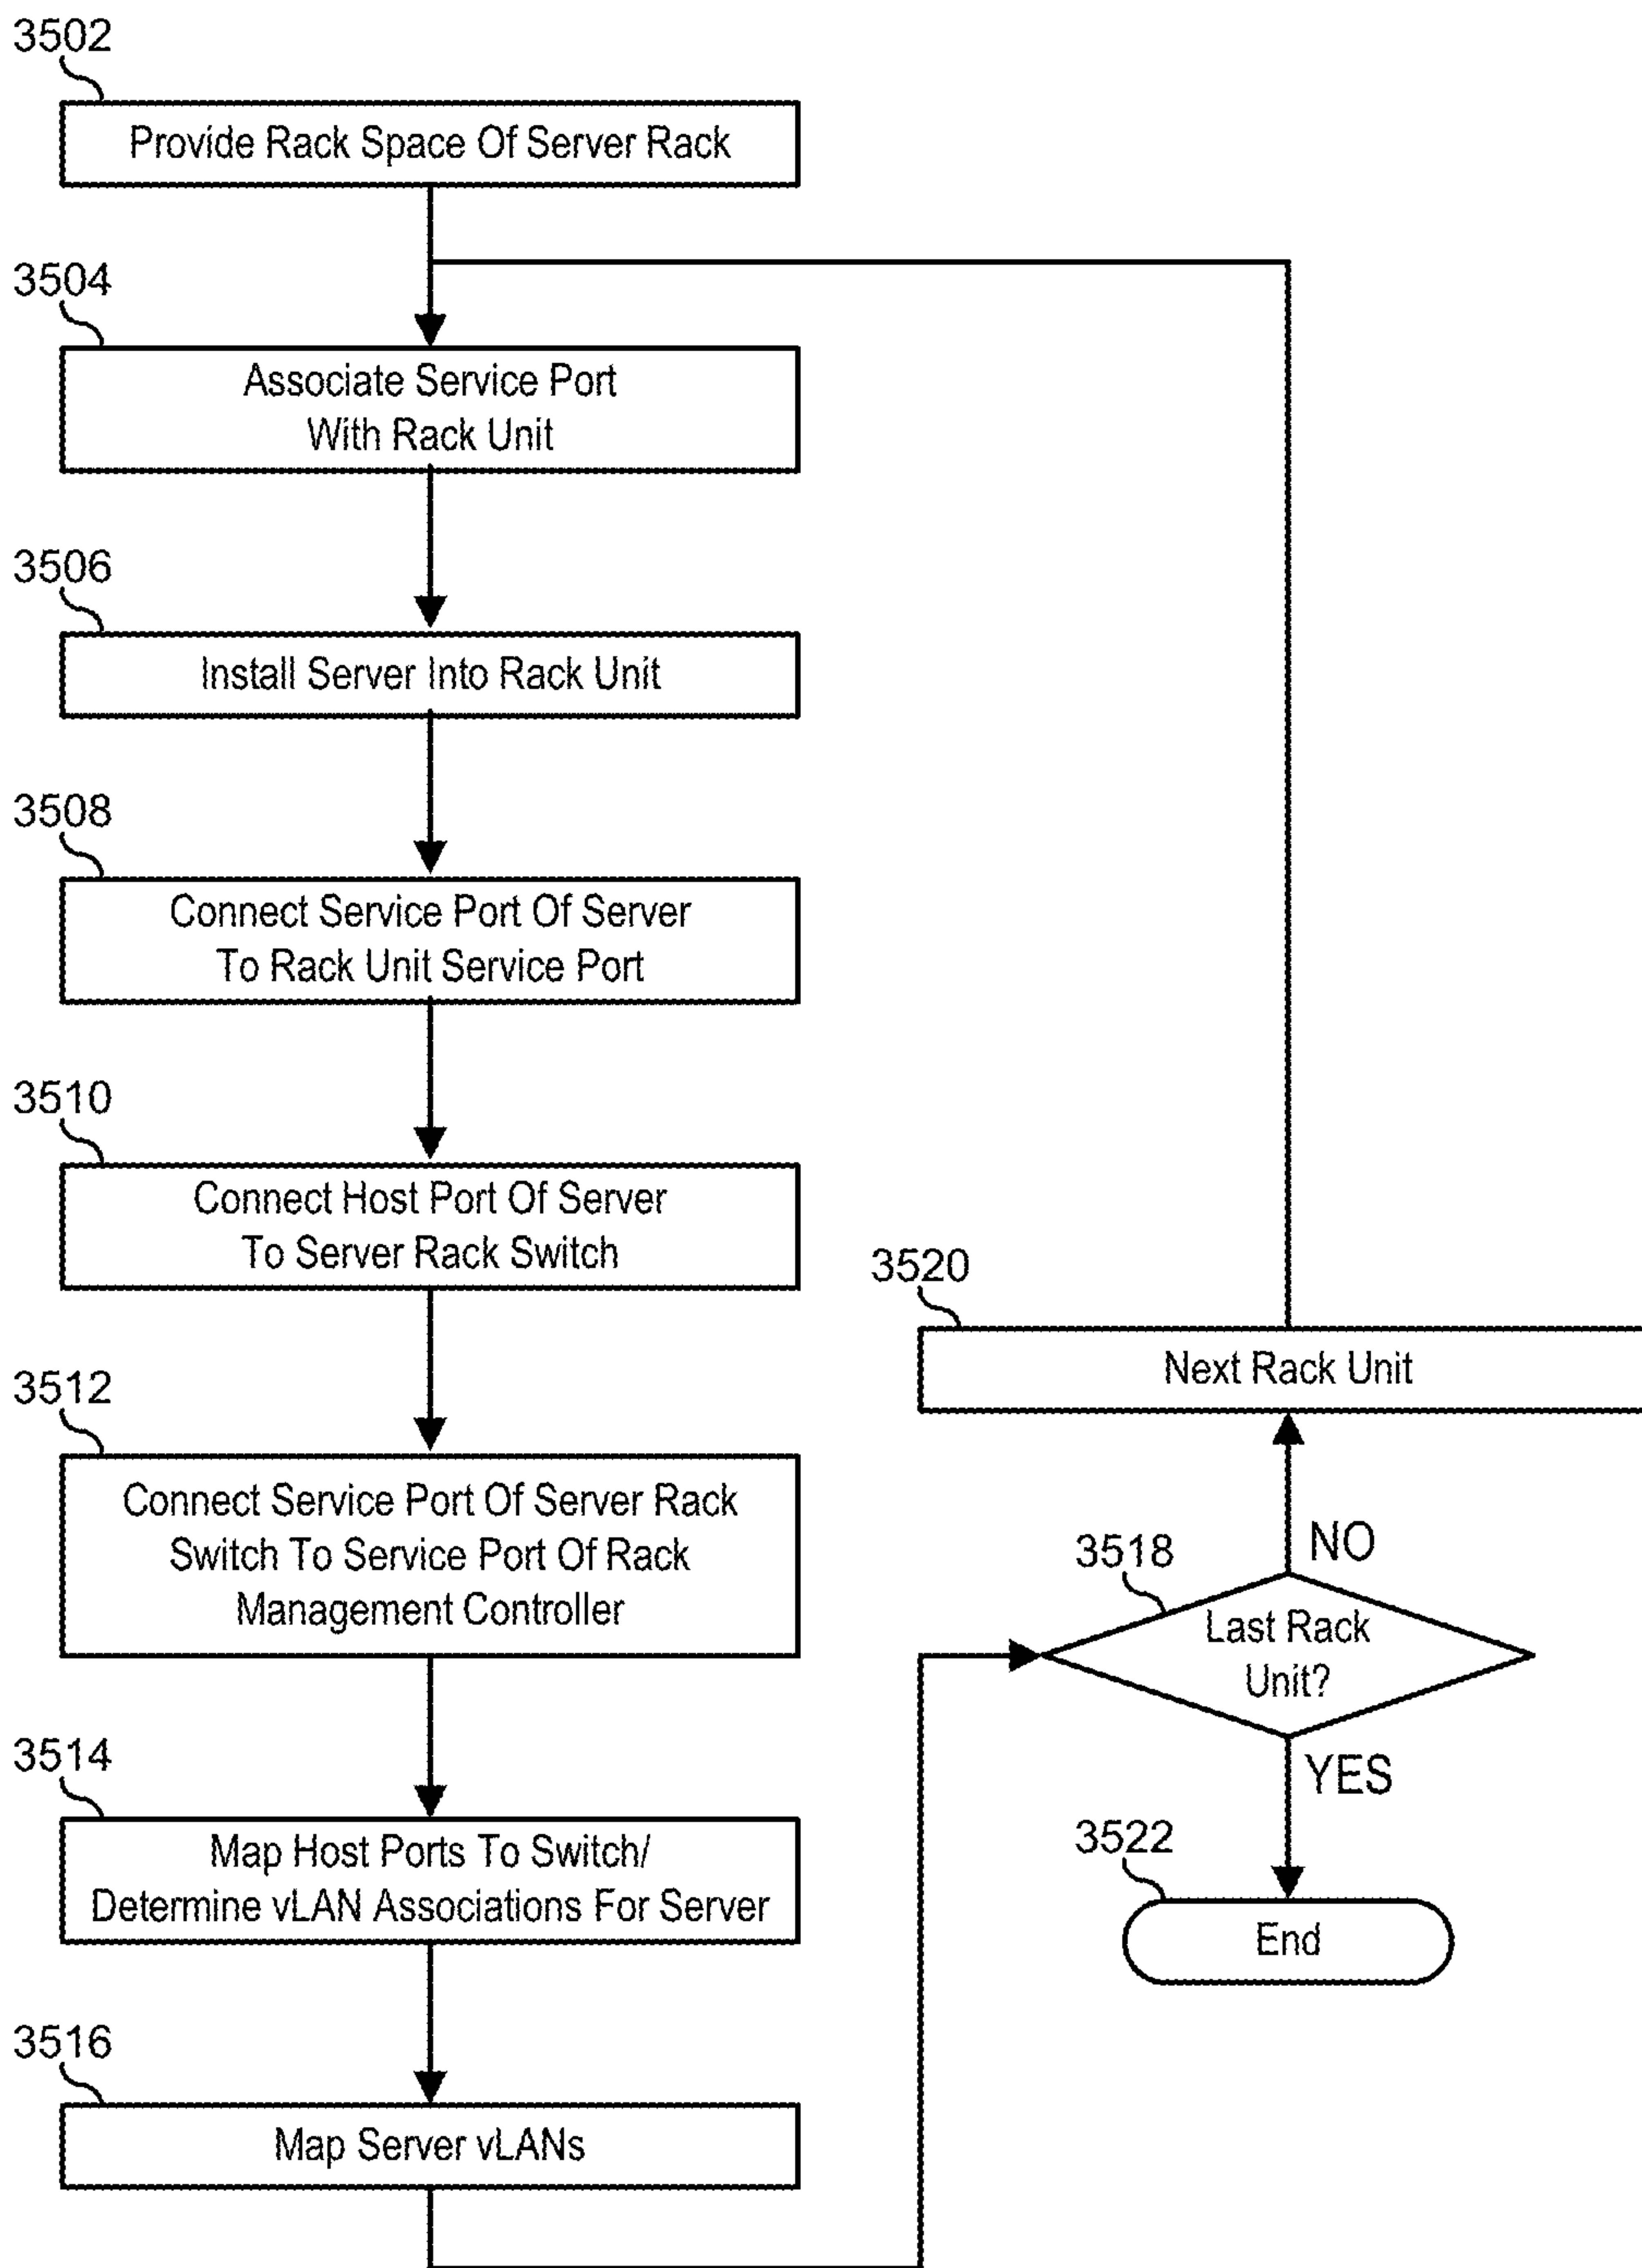 3502
Provide Rack Space Of Server Rack
3504
Associate Service Port
With Rack Unit
3506
Install Server Into Rack Unit
3508
Connect Service Port Of Server
To Rack Unit Service Port
3510
Connect Host Port Of Server
To Server Rack Switch
3512
Connect Service Port Of Server Rack
Switch To Service Port Of Rack
Management Controller
3514
Map Host Ports To Switch/
Determine vLAN Associations For Server
3516
Map Server vLANs
3520
Next Rack Unit
NO
3518
Last Rack
Unit?
YES
3522
End